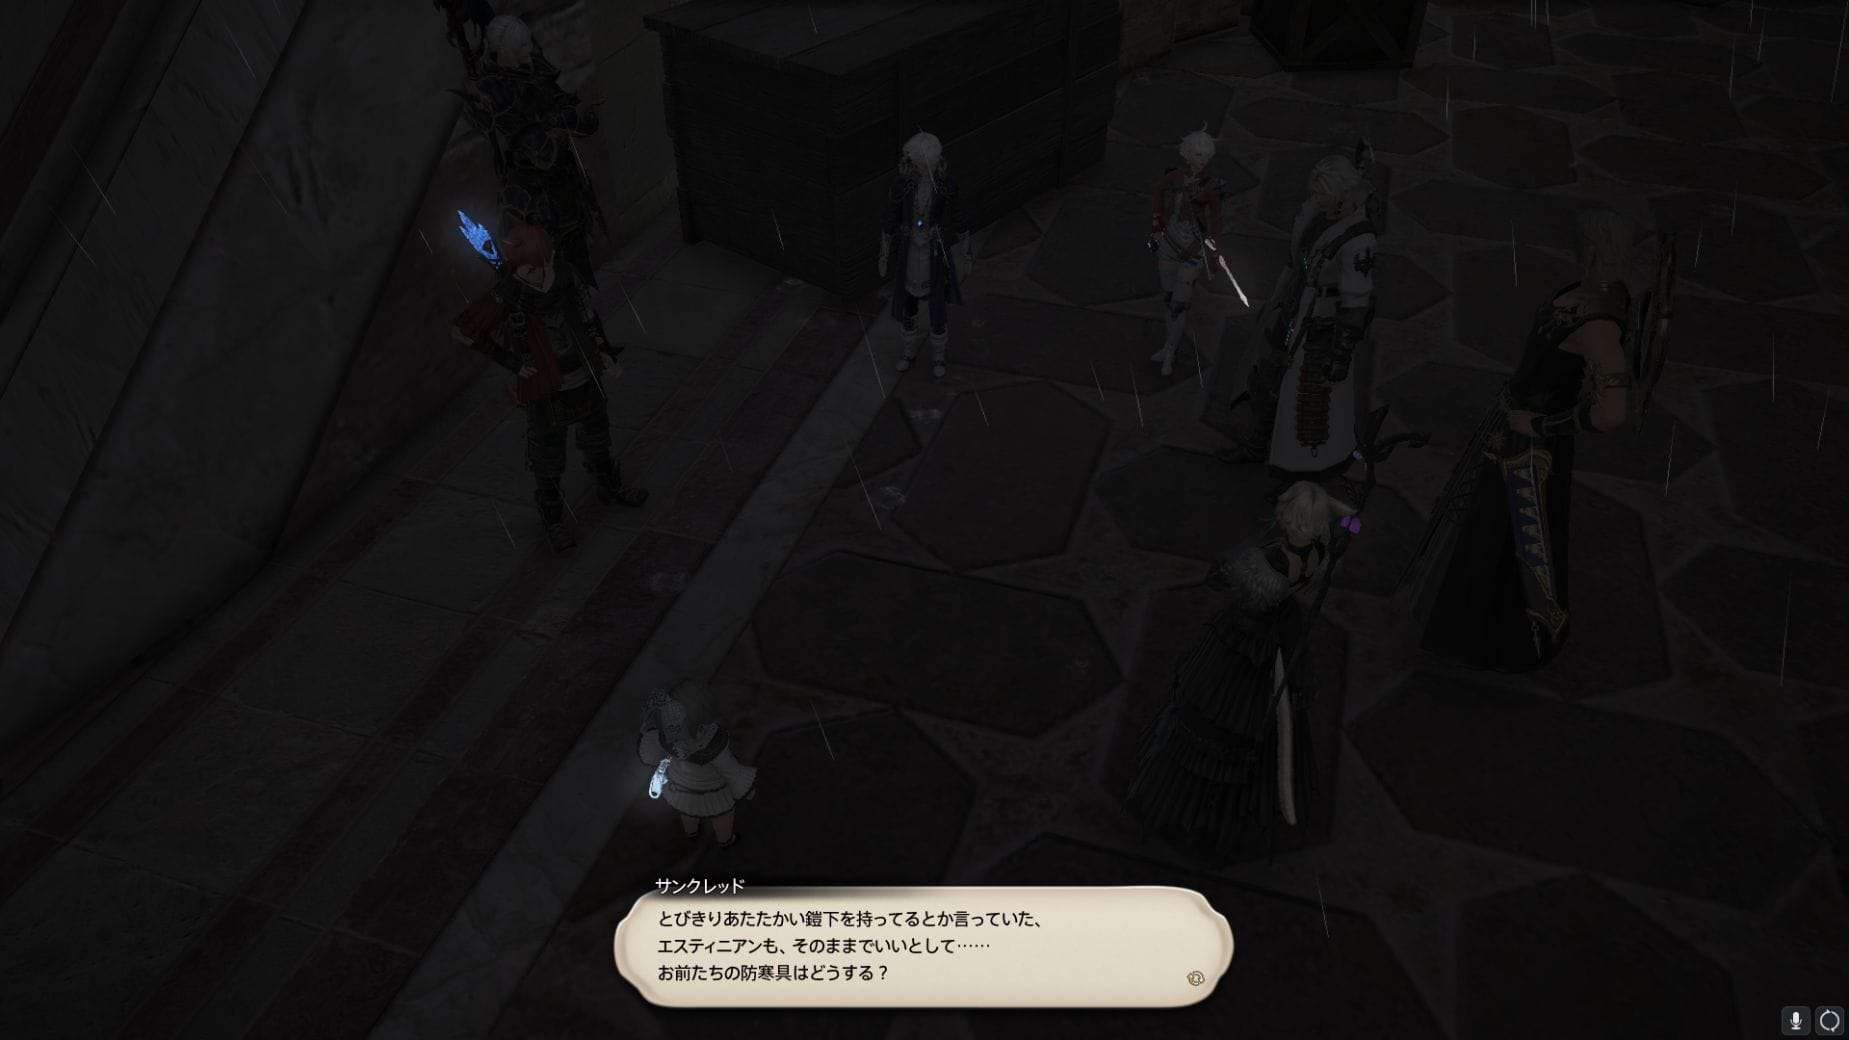 サンクレッド
とびきりあたたかい鎧下を持ってるとか言っていた、
エスティニアンも、そのままでいいとして……
お前たちの防寒具はどうする？